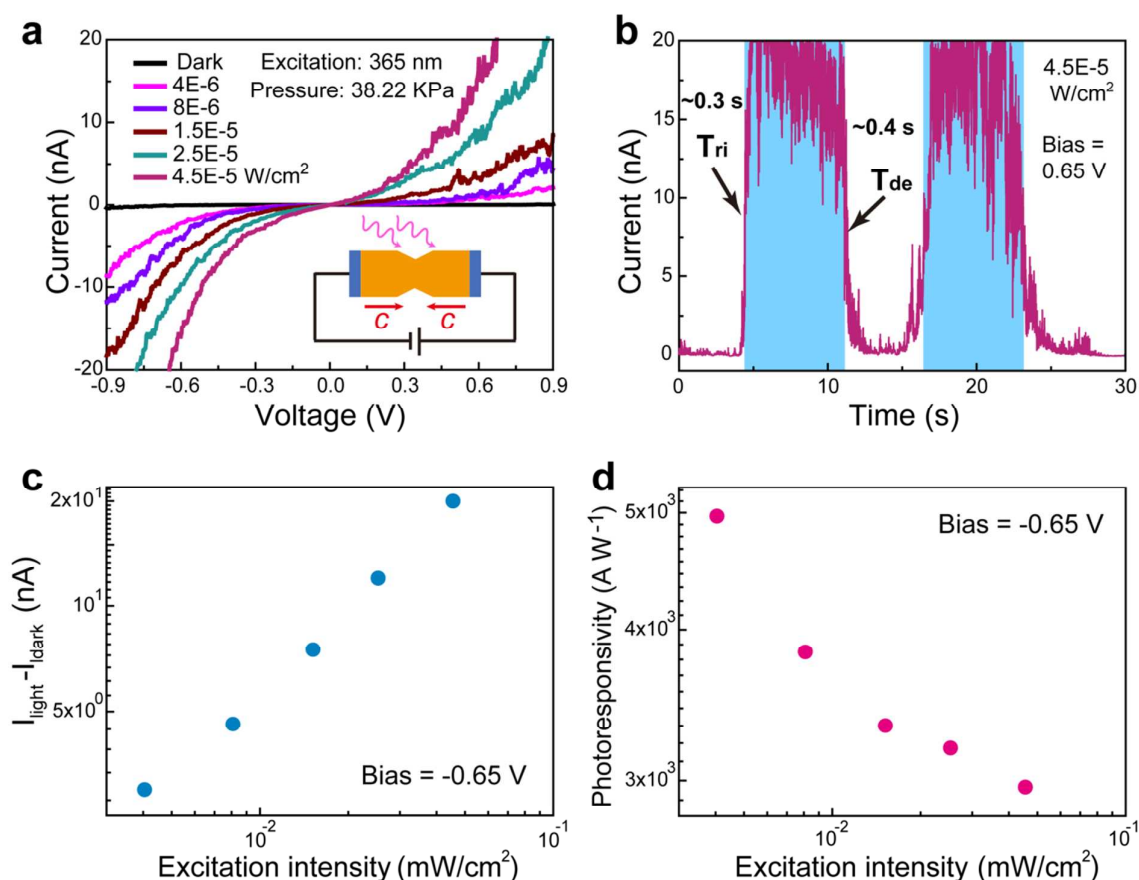 a
Dark
4E-6
8E-6
1.5E-5
2.5E-5
4.5E-5 W/cm²
Excitation: 365 nm
Pressure: 38.22 KPa
20
10
0
-10
-20
Current (nA)
C
C
-0.9
-0.6
-0.3
0.0
0.3
0.6
0.9
Voltage (V)
b
20
15
10
5
0
Current (nA)
~0.3 s
Tri
~0.4 s
Tde
4.5E-5
W/cm²
Bias =
0.65 V
0
10
20
30
Time (s)
c
2x10¹
10¹
5x10⁰
Ilight-Idark (nA)
Bias = -0.65 V
10⁻²
10⁻¹
Excitation intensity (mW/cm²)
d
5x10³
4x10³
3x10³
Photoresponsivity (A W⁻¹)
Bias = -0.65 V
10⁻²
10⁻¹
Excitation intensity (mW/cm²)